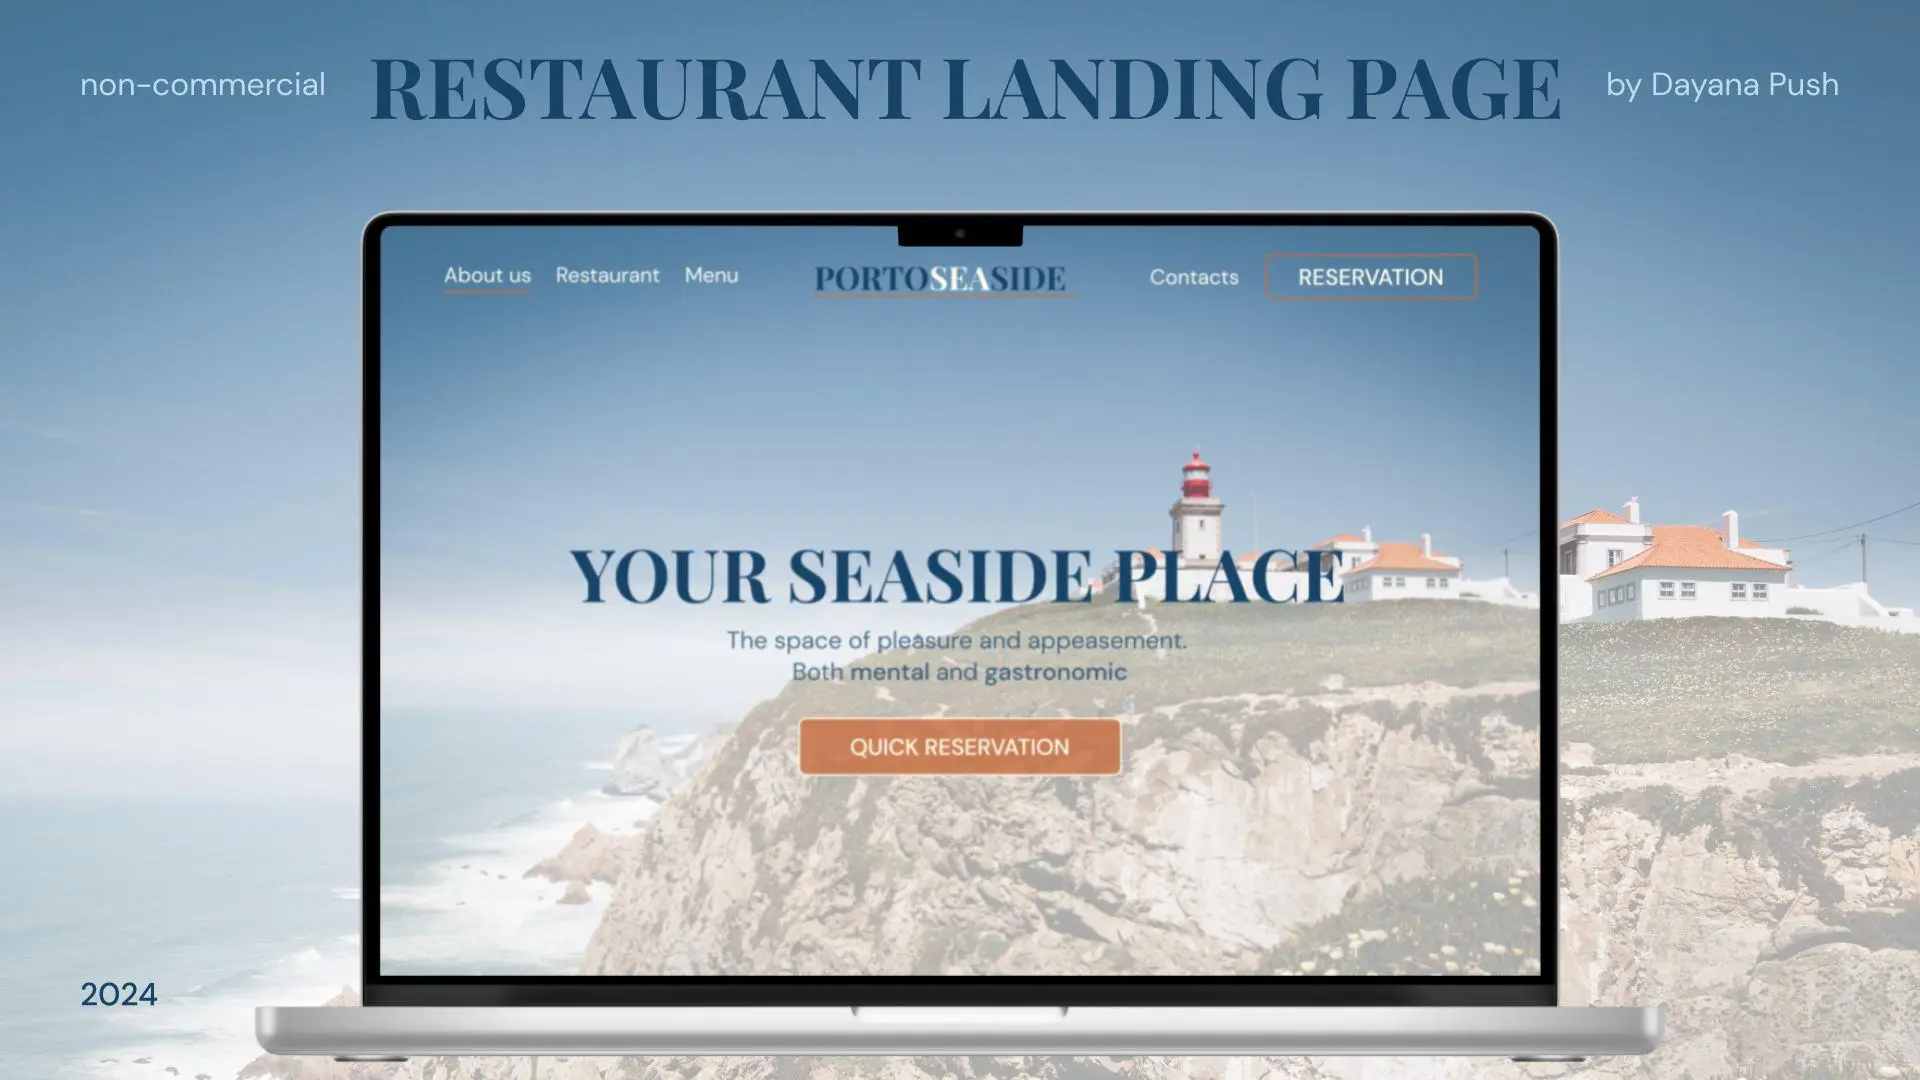 non-commercial
RESTAURANT LANDING PAGE
by Dayana Push
About us
Restaurant
Menu
PORTOSEASIDE
Contacts
RESERVATION
YOUR SEASIDE PLACE
The space of pleasure and appeasement.
Both mental and gastronomic
QUICK RESERVATION
2024